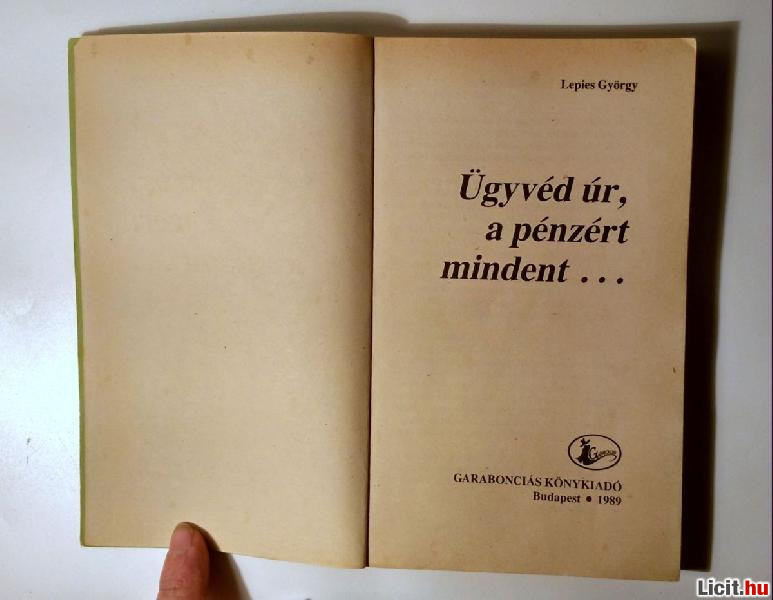 Lepies György
Ügyvéd úr,
a pénzért
mindent . . .
GARABONCIÁS KÖNYKIADÓ
Budapest ● 1989
Licit.hu